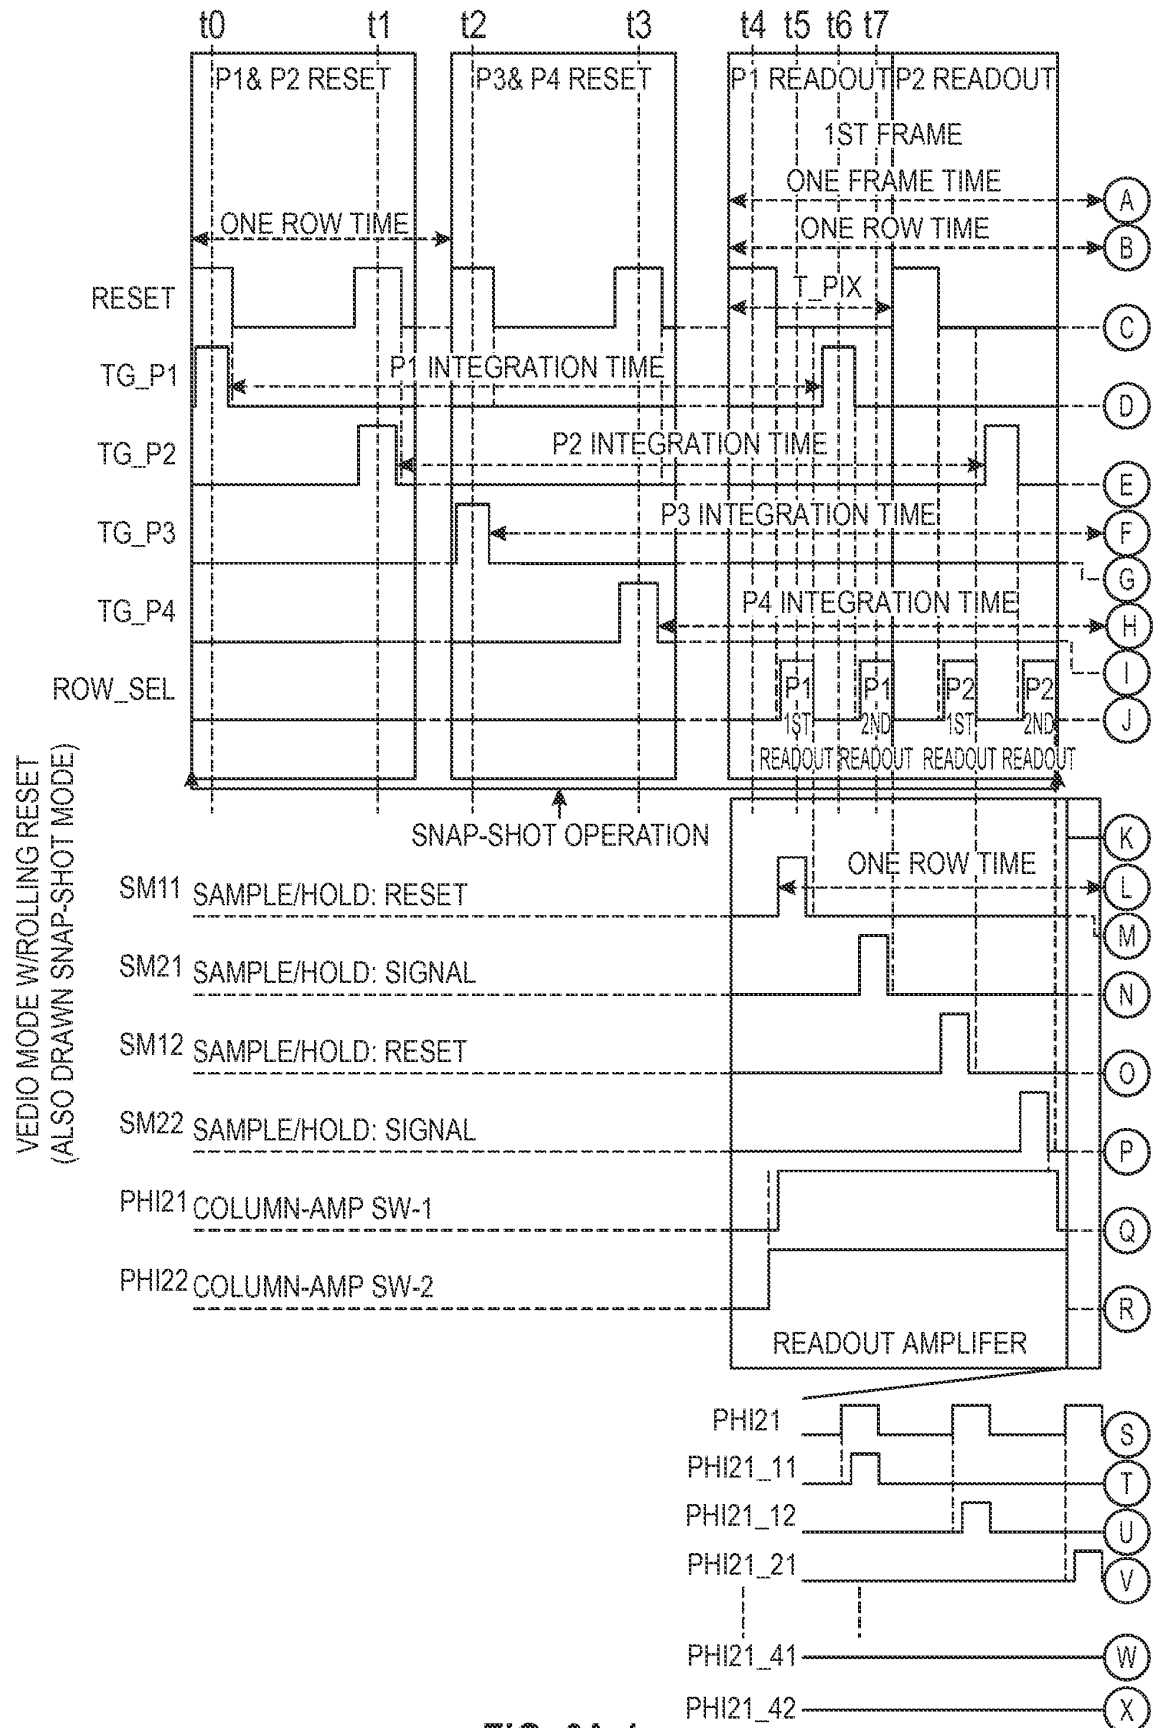 t0 t1 t2 t3 t4 t5 t6 t7
P1& P2 RESET
P3& P4 RESET
P1 READOUT
P2 READOUT
1ST FRAME
ONE FRAME TIME
A
ONE ROW TIME
ONE ROW TIME
B
RESET
T_PIX
C
TG_P1
P1 INTEGRATION TIME
D
TG_P2
P2 INTEGRATION TIME
E
TG_P3
P3 INTEGRATION TIME
F
G
TG_P4
P4 INTEGRATION TIME
H
I
ROW_SEL
P1
1ST
READOUT
P1
2ND
READOUT
P2
1ST
READOUT
P2
2ND
READOUT
J
VEDIO MODE W/ROLLING RESET
(ALSO DRAWN SNAP-SHOT MODE)
SNAP-SHOT OPERATION
K
SM11 SAMPLE/HOLD: RESET
ONE ROW TIME
L
M
SM21 SAMPLE/HOLD: SIGNAL
N
SM12 SAMPLE/HOLD: RESET
O
SM22 SAMPLE/HOLD: SIGNAL
P
PHI21 COLUMN-AMP SW-1
Q
PHI22 COLUMN-AMP SW-2
R
READOUT AMPLIFER
PHI21
S
PHI21_11
T
PHI21_12
U
PHI21_21
V
PHI21_41
W
PHI21_42
X